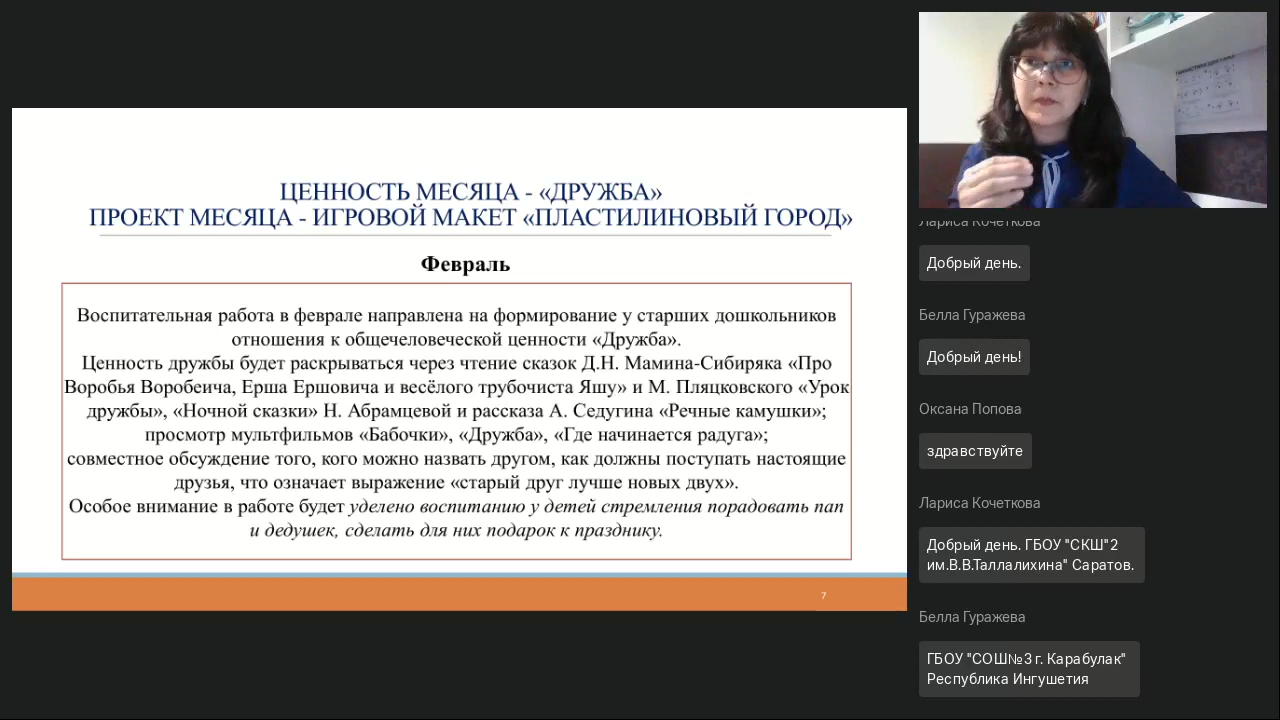 ЦЕННОСТЬ МЕСЯЦА - «ДРУЖБА»
ПРОЕКТ МЕСЯЦА - ИГРОВОЙ МАКЕТ «ПЛАСТИЛИНОВЫЙ ГОРОД»
Февраль
Воспитательная работа в феврале направлена на формирование у старших дошкольников
отношения к общечеловеческой ценности «Дружба».
Ценность дружбы будет раскрываться через чтение сказок Д.Н. Мамина-Сибиряка «Про
Воробья Воробеича, Ерша Ершовича и весёлого трубочиста Яшу» и М. Пляцковского «Урок
дружбы», «Ночной сказки» Н. Абрамцевой и рассказа А. Седугина «Речные камушки»;
просмотр мультфильмов «Бабочки», «Дружба», «Где начинается радуга»;
совместное обсуждение того, кого можно назвать другом, как должны поступать настоящие
друзья, что означает выражение «старый друг лучше новых двух».
Особое внимание в работе будет уделено воспитанию у детей стремления порадовать пап
и дедушек, сделать для них подарок к празднику.
7
Лариса Кочеткова
Добрый день.
Белла Гуражева
Добрый день!
Оксана Попова
здравствуйте
Лариса Кочеткова
Добрый день. ГБОУ "СКШ"2
им.В.В.Таллалихина" Саратов.
Белла Гуражева
ГБОУ "СОШ№3 г. Карабулак"
Республика Ингушетия